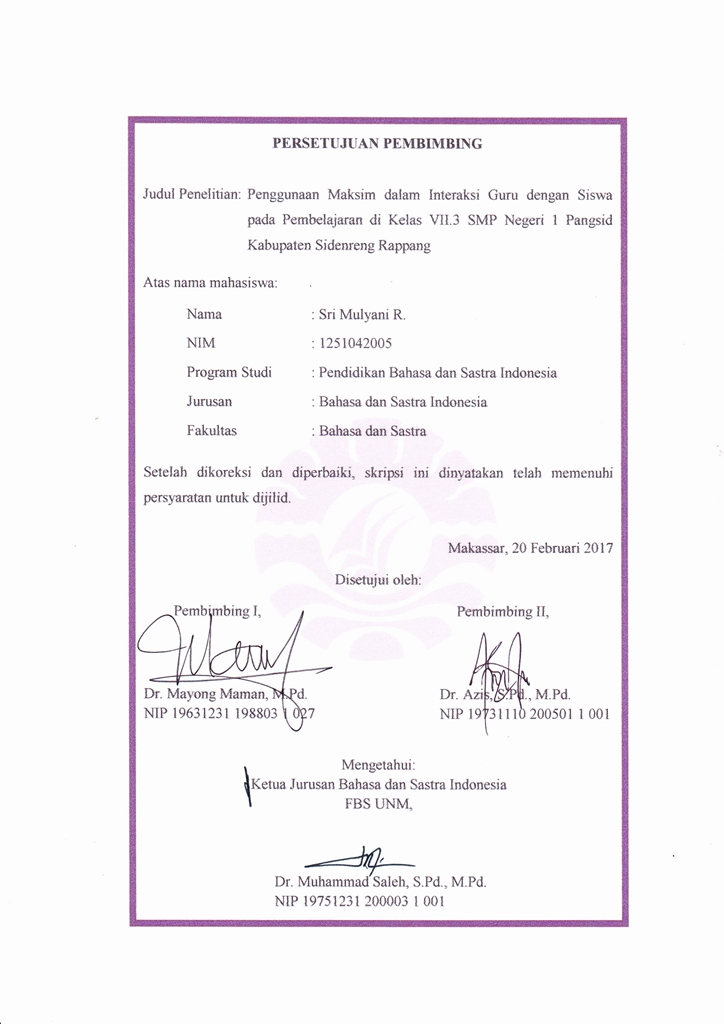 PERSETUJUAN PEMBIMBING
Judul Penelitian: Penggunaan Maksim dalam Interaksi Guru dengan Siswa
pada Pembelajaran di Kelas VII.3 SMP Negeri 1 Pangsid
Kabupaten Sidenreng Rappang
Atas nama mahasiswa:
Nama : Sri Mulyani R.
NIM : 1251042005
Program Studi : Pendidikan Bahasa dan Sastra Indonesia
Jurusan : Bahasa dan Sastra Indonesia
Fakultas : Bahasa dan Sastra
Setelah dikoreksi dan diperbaiki, skripsi ini dinyatakan telah memenuhi
persyaratan untuk dijilid.
Makassar, 20 Februari 2017
Disetujui oleh:
Pembimbing I, Pembimbing II,
Dr. Mayong Maman, M.Pd. Dr. Azis, S.Pd., M.Pd.
NIP 19631231 198803 1 027 NIP 19731110 200501 1 001
Mengetahui:
Ketua Jurusan Bahasa dan Sastra Indonesia
FBS UNM,
Dr. Muhammad Saleh, S.Pd., M.Pd.
NIP 19751231 200003 1 001